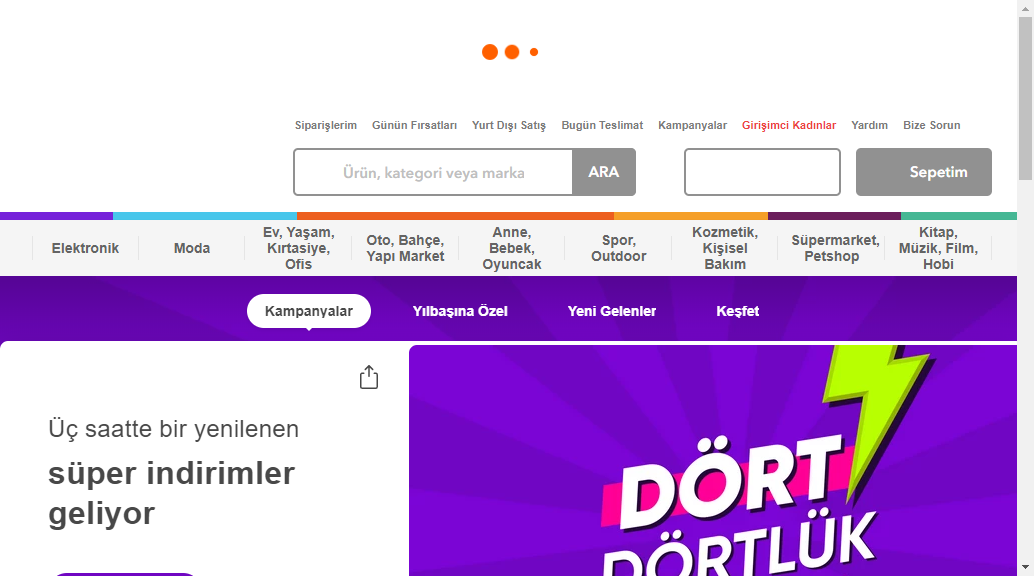 Siparişlerim Günün Fırsatları Yurt Dışı Satış Bugün Teslimat Kampanyalar Girişimci Kadınlar Yardım Bize Sorun
Ürün, kategori veya marka ARA Sepetim
Elektronik
Moda
Ev, Yaşam,
Kırtasiye,
Ofis
Oto, Bahçe,
Yapı Market
Anne,
Bebek,
Oyuncak
Spor,
Outdoor
Kozmetik,
Kişisel
Bakım
Süpermarket,
Petshop
Kitap,
Müzik, Film,
Hobi
Kampanyalar Yılbaşına Özel Yeni Gelenler Keşfet
Üç saatte bir yenilenen
süper indirimler
geliyor
DÖRT
DÖRTLÜK